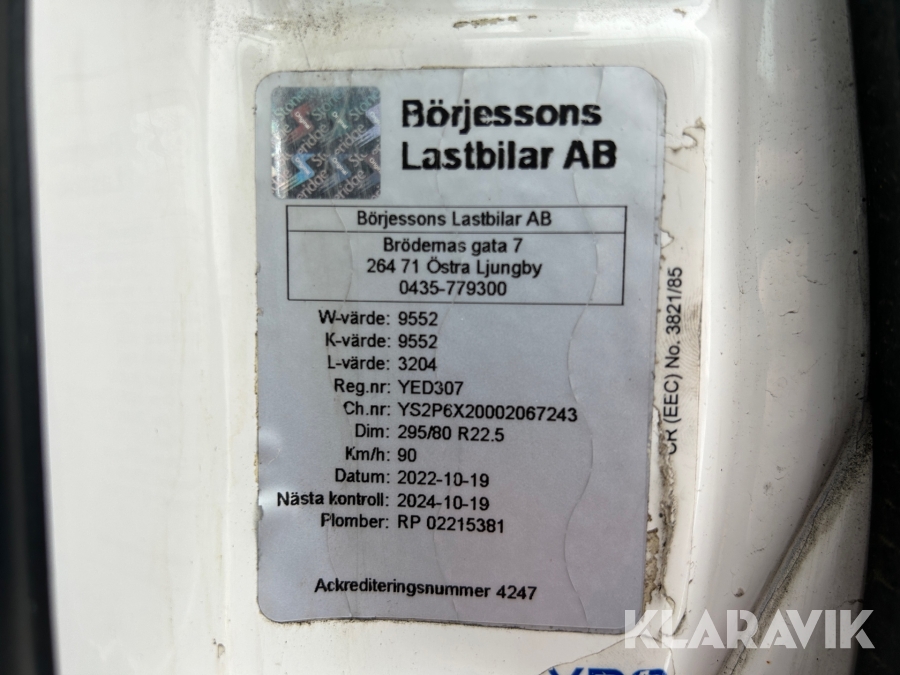 Börjessons
Lastbilar AB
Börjessons Lastbilar AB
Brödernas gata 7
264 71 Östra Ljungby
0435-779300
W-värde: 9552
K-värde: 9552
L-värde: 3204
Reg.nr: YED307
Ch.nr: YS2P6X20002067243
Dim: 295/80 R22.5
Km/h: 90
Datum: 2022-10-19
Nästa kontroll: 2024-10-19
Plomber: RP 02215381
Ackrediteringsnummer 4247
CR (EEC) No. 3821/85
KLARAVIK